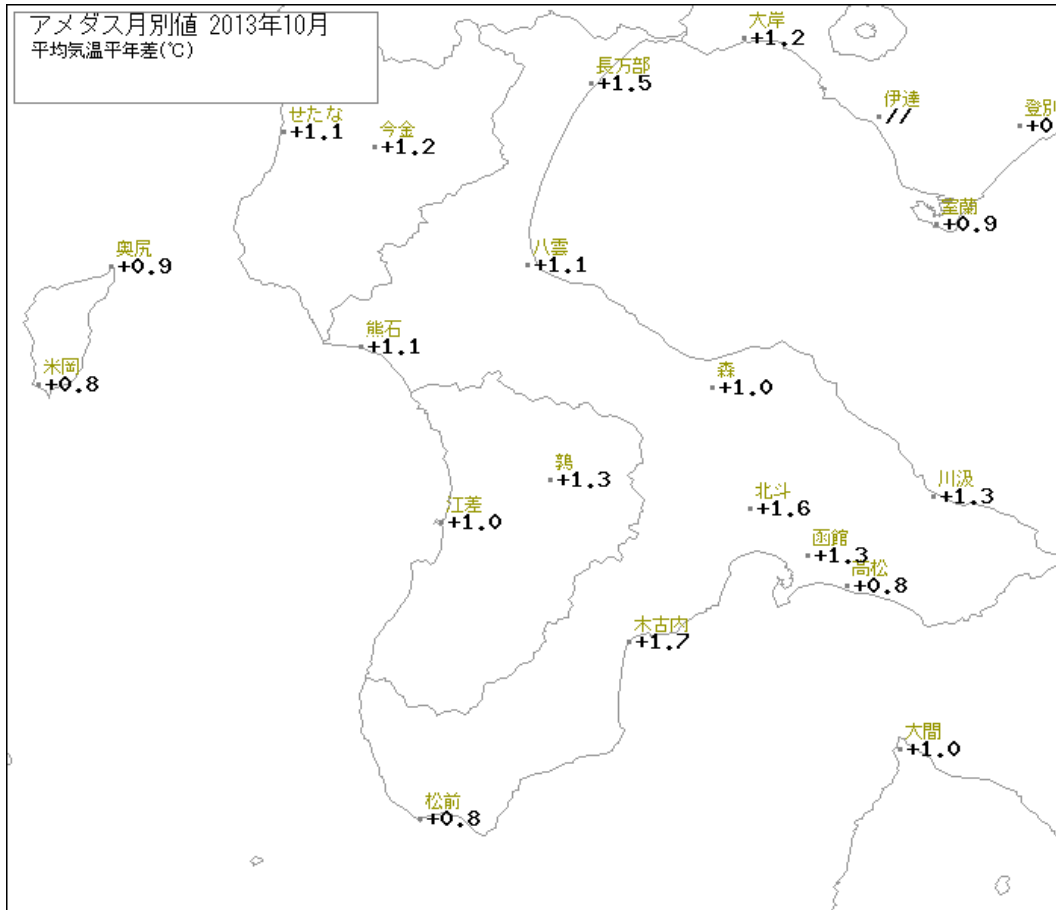 アメダス月別値 2013年10月
平均気温平年差(℃)
大岸
+1.2
長万部
+1.5
伊達
//
登別
+0
せたな
+1.1
今金
+1.2
室蘭
+0.9
奥尻
+0.9
八雲
+1.1
熊石
+1.1
米岡
+0.8
森
+1.0
鶉
+1.3
川汲
+1.3
北斗
+1.6
江差
+1.0
函館
+1.3
高松
+0.8
木古内
+1.7
大間
+1.0
松前
+0.8